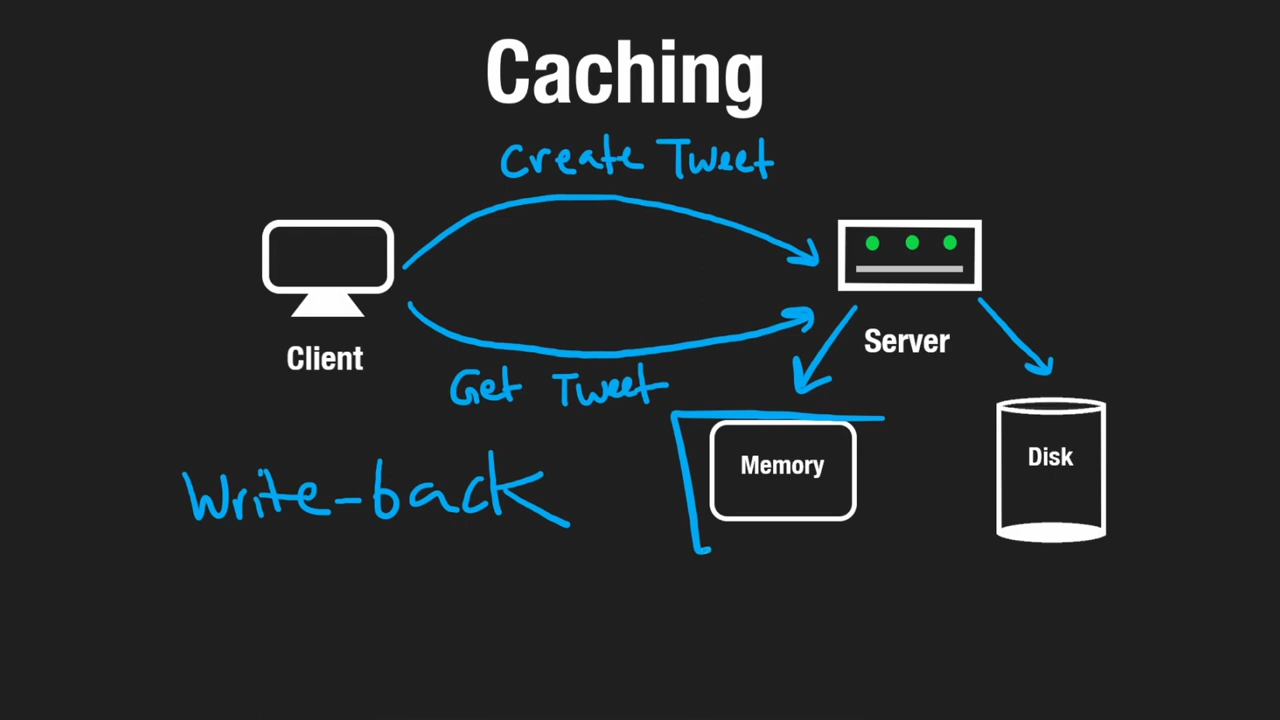 Caching
Create Tweet
Client
Server
Get Tweet
Memory
Disk
Write-back